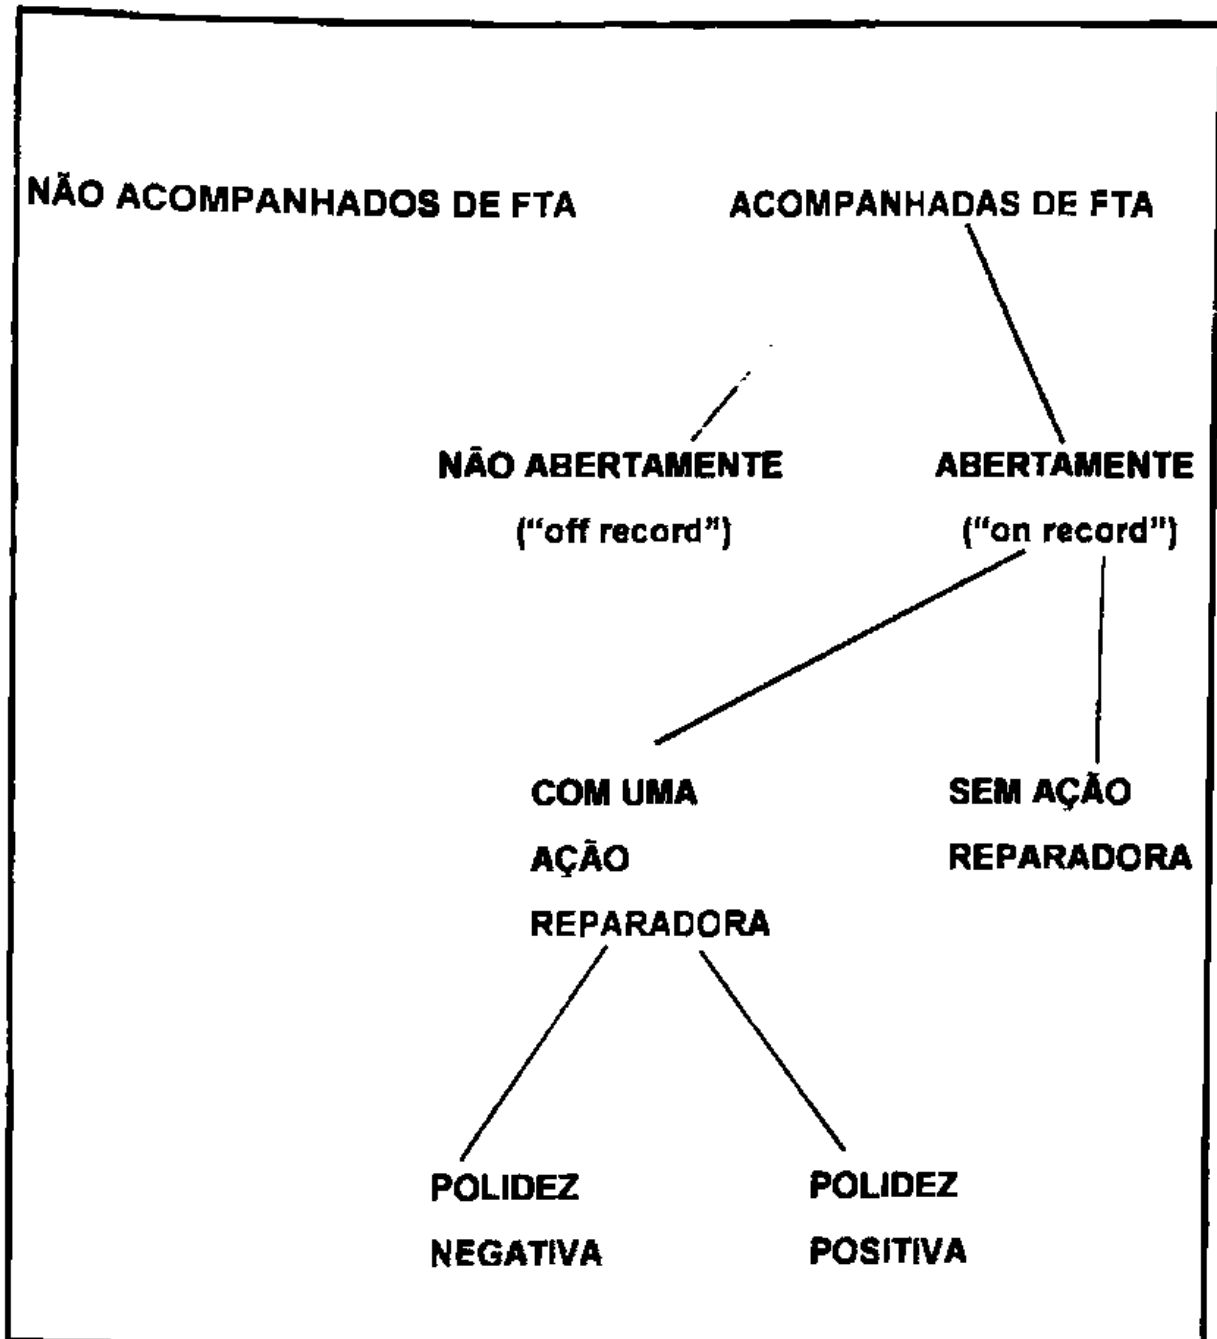 NÃO ACOMPANHADOS DE FTA
ACOMPANHADAS DE FTA
NÃO ABERTAMENTE
("off record")
ABERTAMENTE
("on record")
COM UMA
AÇÃO
REPARADORA
SEM AÇÃO
REPARADORA
POLIDEZ
NEGATIVA
POLIDEZ
POSITIVA